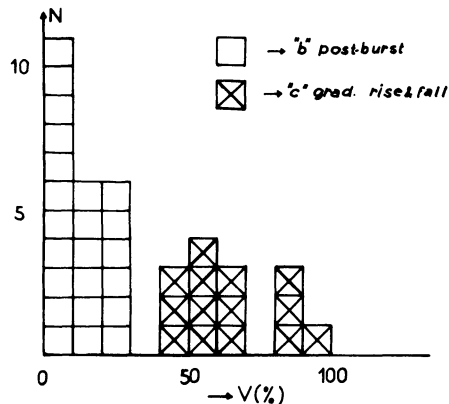 N
10
5
→ "b" post-burst
→ "c" grad. rise & fall
0
50
100
→ V(%)